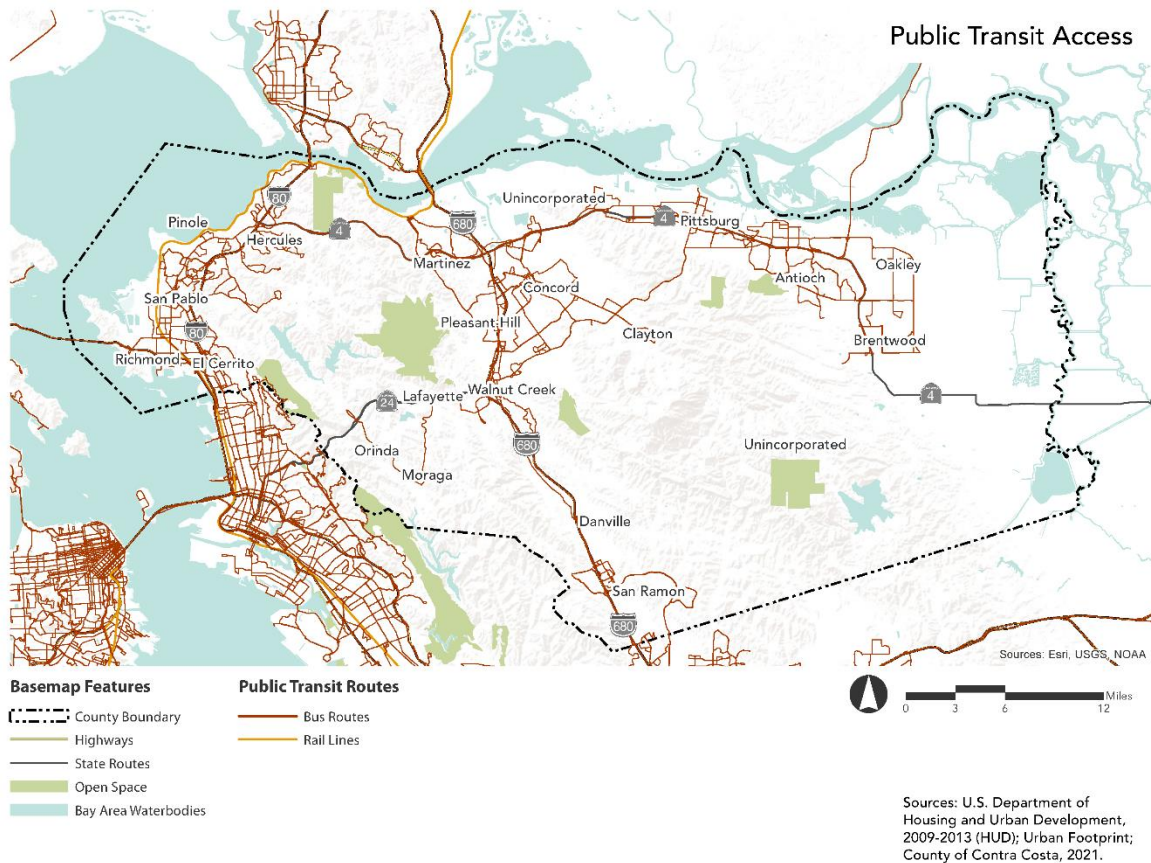 Public Transit Access
Unincorporated
80
Pinole
680
4
Pittsburg
Hercules
4
Martinez
Antioch
Oakley
Concord
San Pablo
Pleasant Hill
Clayton
80
Brentwood
Richmond
El Cerrito
Walnut Creek
Lafayette
24
4
680
Orinda
Unincorporated
Moraga
Danville
San Ramon
680
Sources: Esri, USGS, NOAA
Basemap Features
County Boundary
Highways
State Routes
Open Space
Bay Area Waterbodies
Public Transit Routes
Bus Routes
Rail Lines
Miles
0 3 6 12
Sources: U.S. Department of
Housing and Urban Development,
2009-2013 (HUD); Urban Footprint;
County of Contra Costa, 2021.